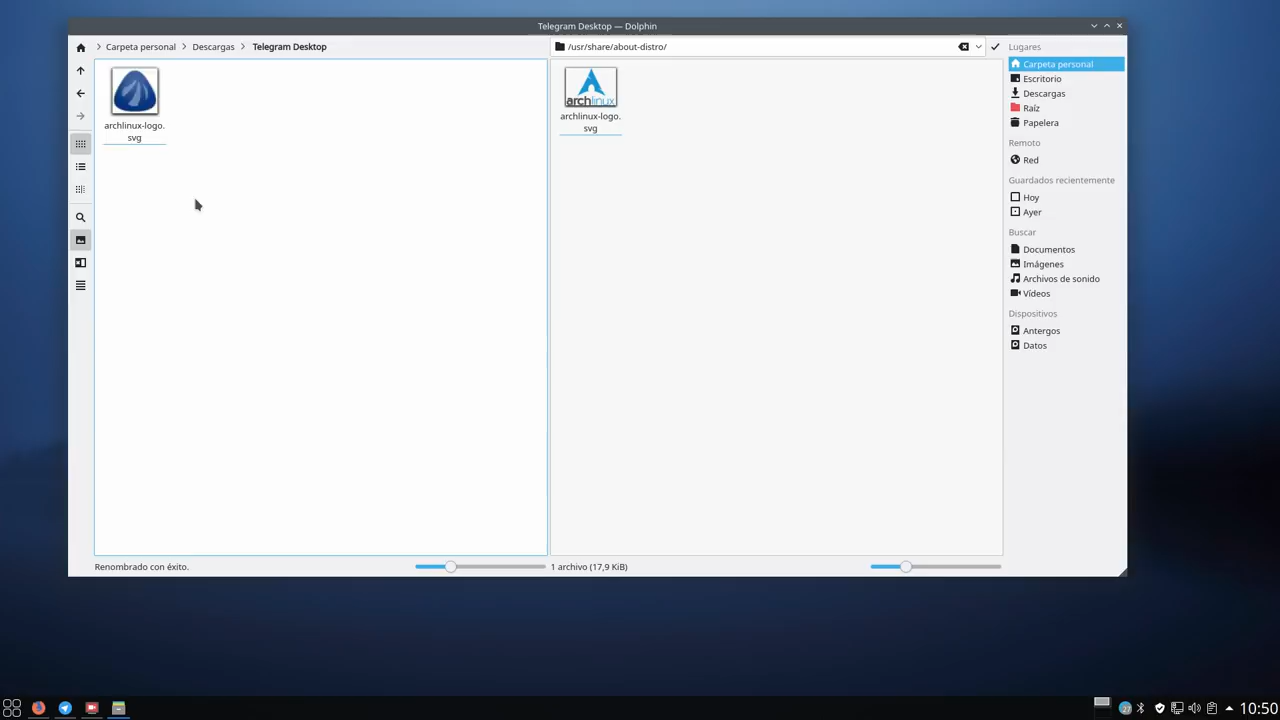 Telegram Desktop — Dolphin
Carpeta personal
Descargas
Telegram Desktop
/usr/share/about-distro/
archlinux-logo.
svg
archlinux
archlinux-logo.
svg
Lugares
Carpeta personal
Escritorio
Descargas
Raíz
Papelera
Remoto
Red
Guardados recientemente
Hoy
Ayer
Buscar
Documentos
Imágenes
Archivos de sonido
Vídeos
Dispositivos
Antergos
Datos
Renombrado con éxito.
1 archivo (17,9 KiB)
10:50